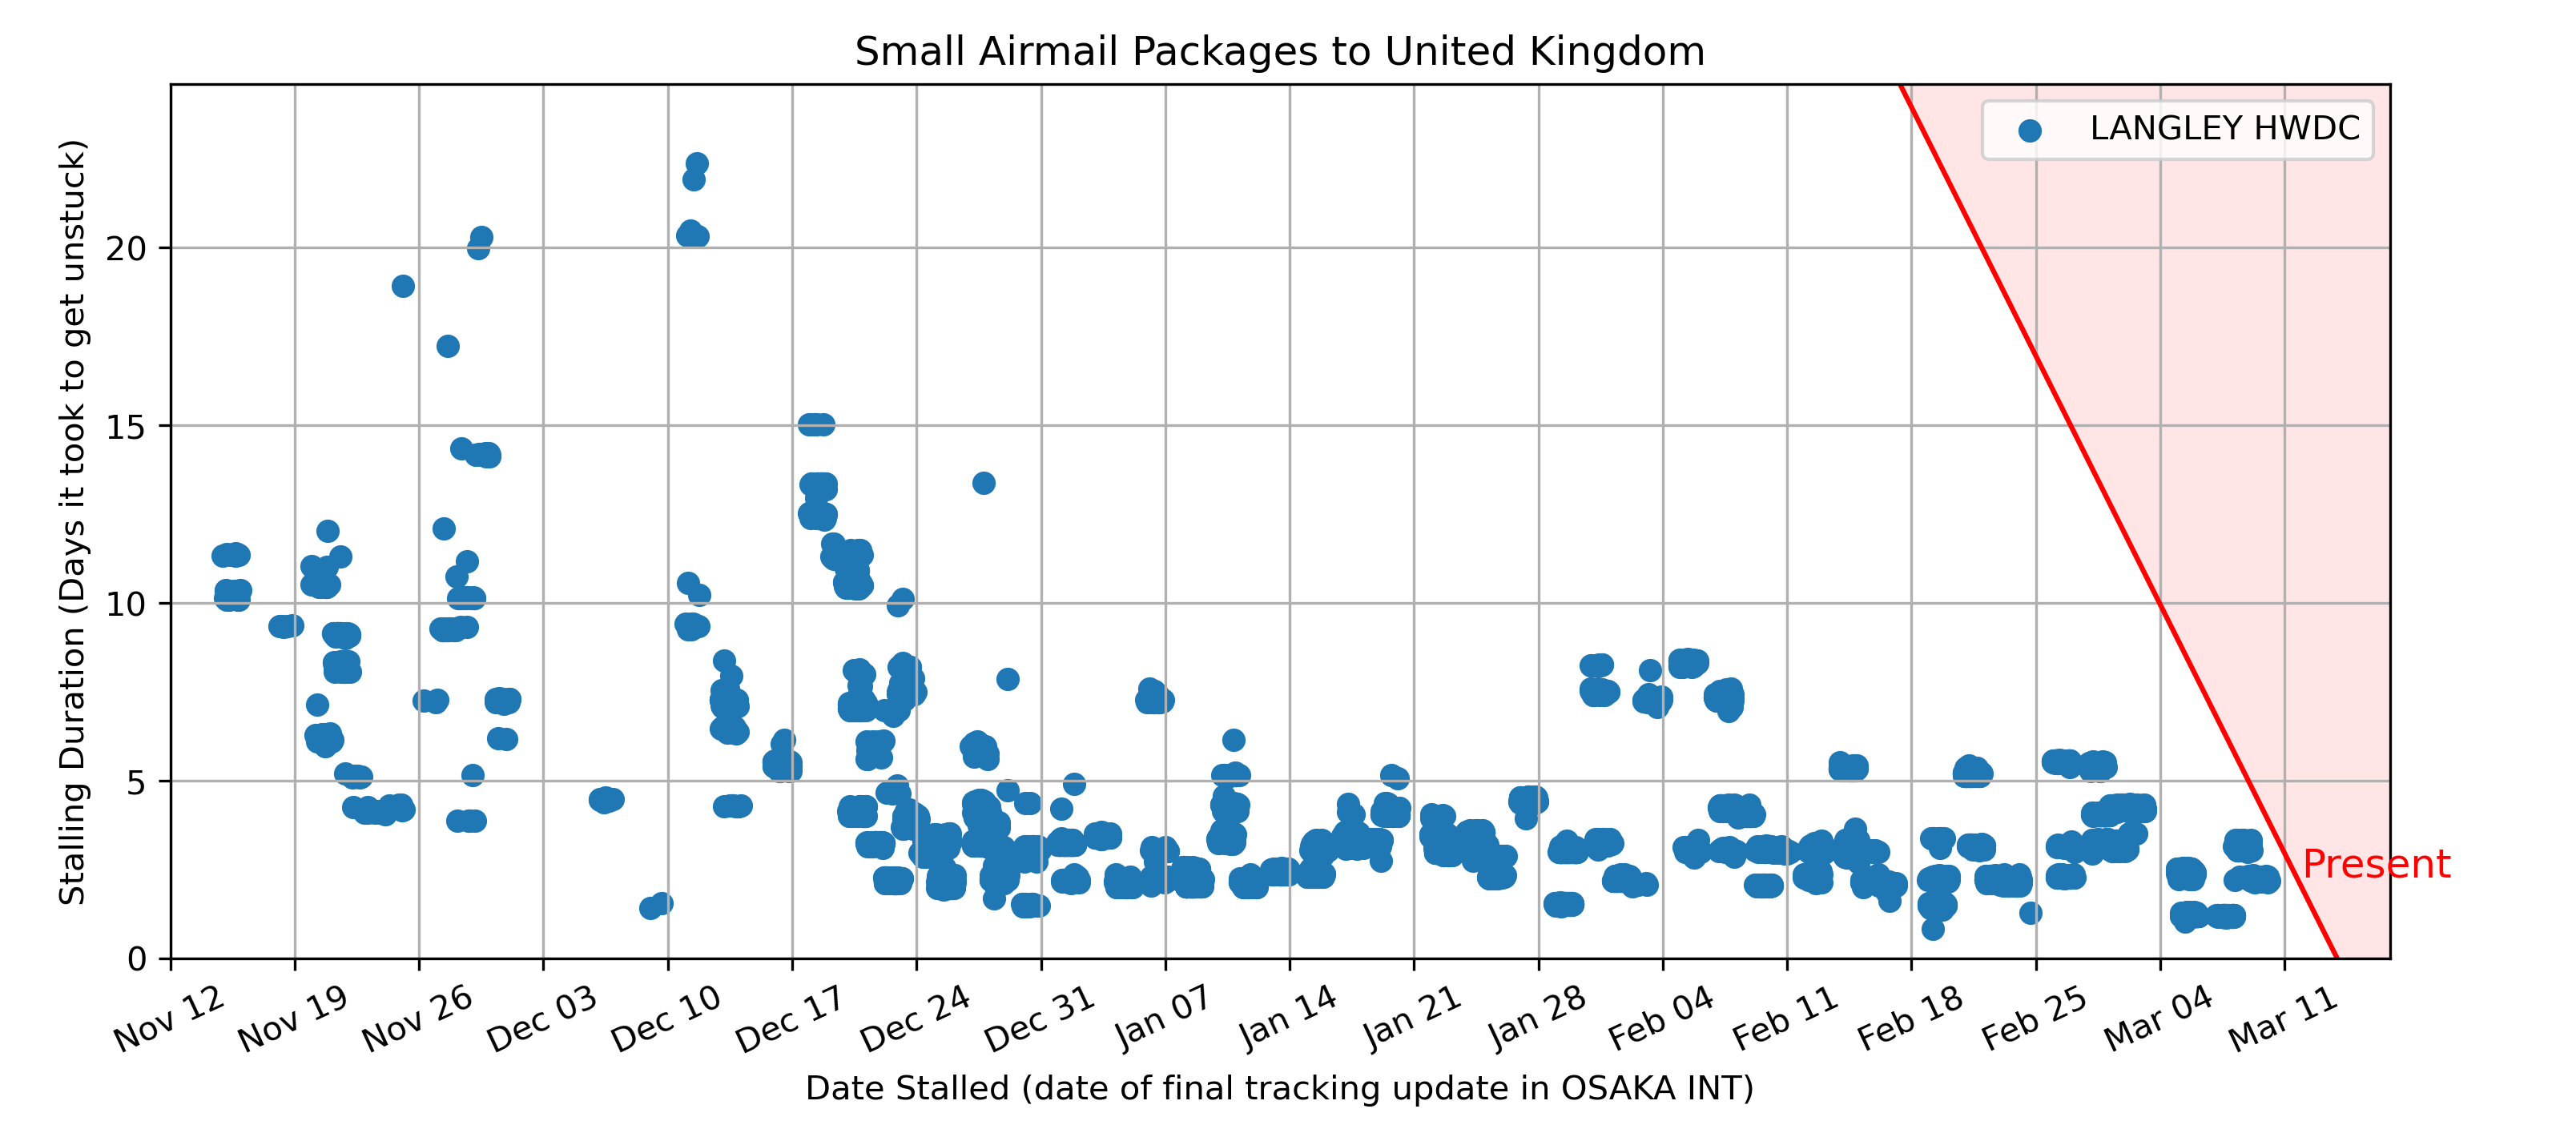 Small Airmail Packages to United Kingdom
LANGLEY HWDC
Stalling Duration (Days it took to get unstuck)
20
15
10
5
0
Present
Nov 12
Nov 19
Nov 26
Dec 03
Dec 10
Dec 17
Dec 24
Dec 31
Jan 07
Jan 14
Jan 21
Jan 28
Feb 04
Feb 11
Feb 18
Feb 25
Mar 04
Mar 11
Date Stalled (date of final tracking update in OSAKA INT)